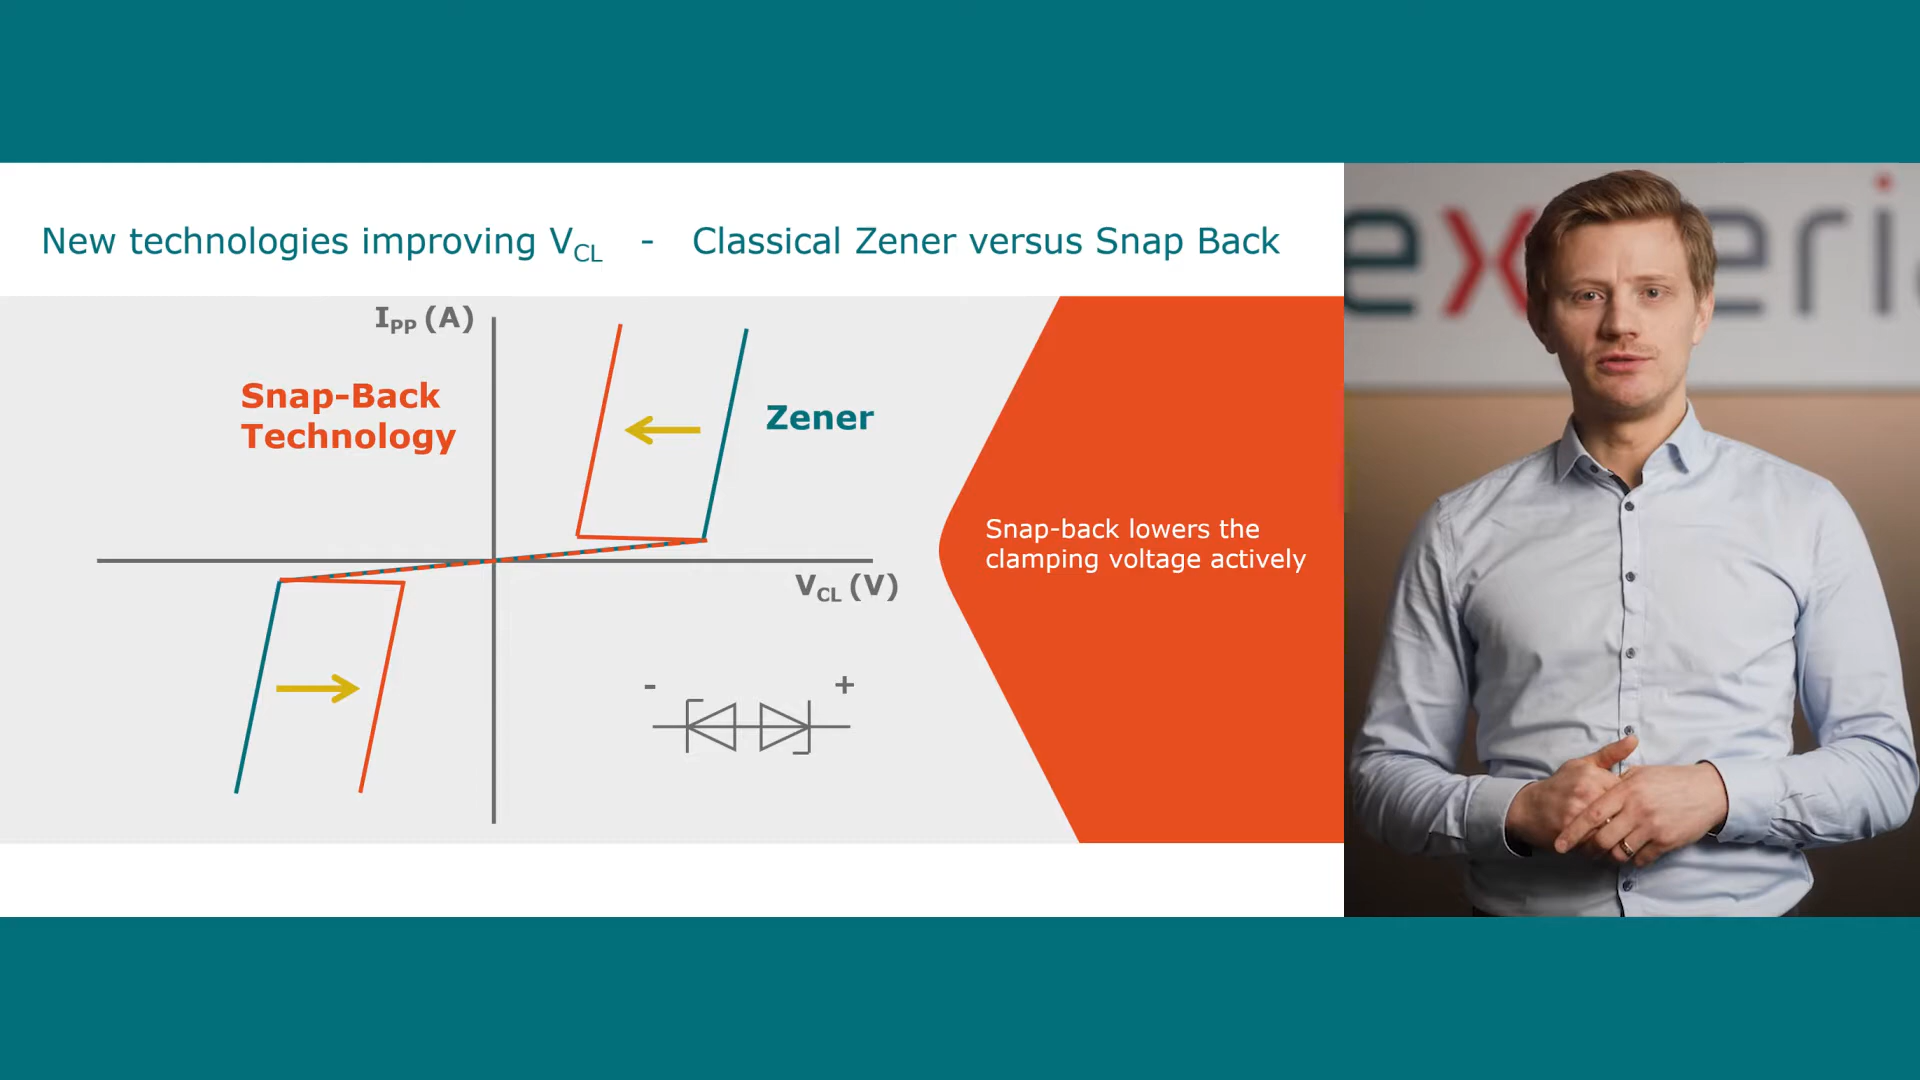 New technologies improving VCL - Classical Zener versus Snap Back
IPP (A)
Snap-Back
Technology
Zener
Snap-back lowers the
clamping voltage actively
VCL (V)
- +
exeri